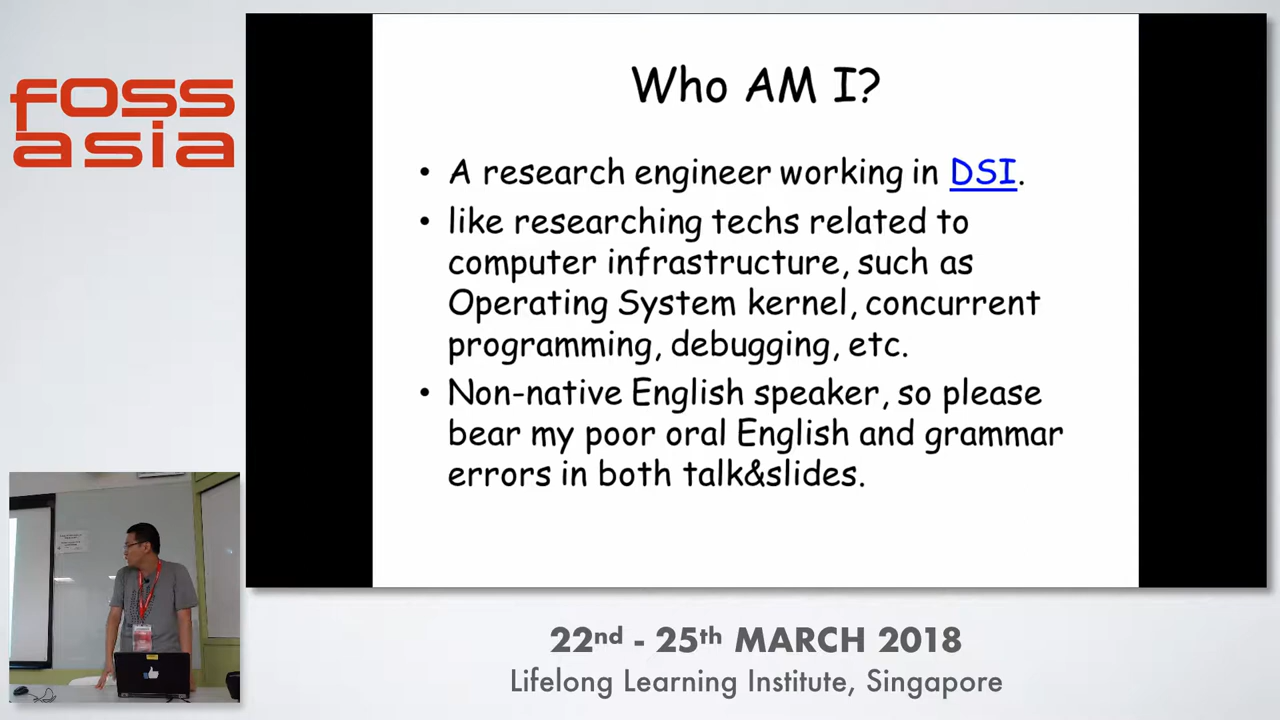 foss
asia
Who AM I?
• A research engineer working in DSI.
• like researching techs related to
computer infrastructure, such as
Operating System kernel, concurrent
programming, debugging, etc.
• Non-native English speaker, so please
bear my poor oral English and grammar
errors in both talk&slides.
22nd - 25th MARCH 2018
Lifelong Learning Institute, Singapore